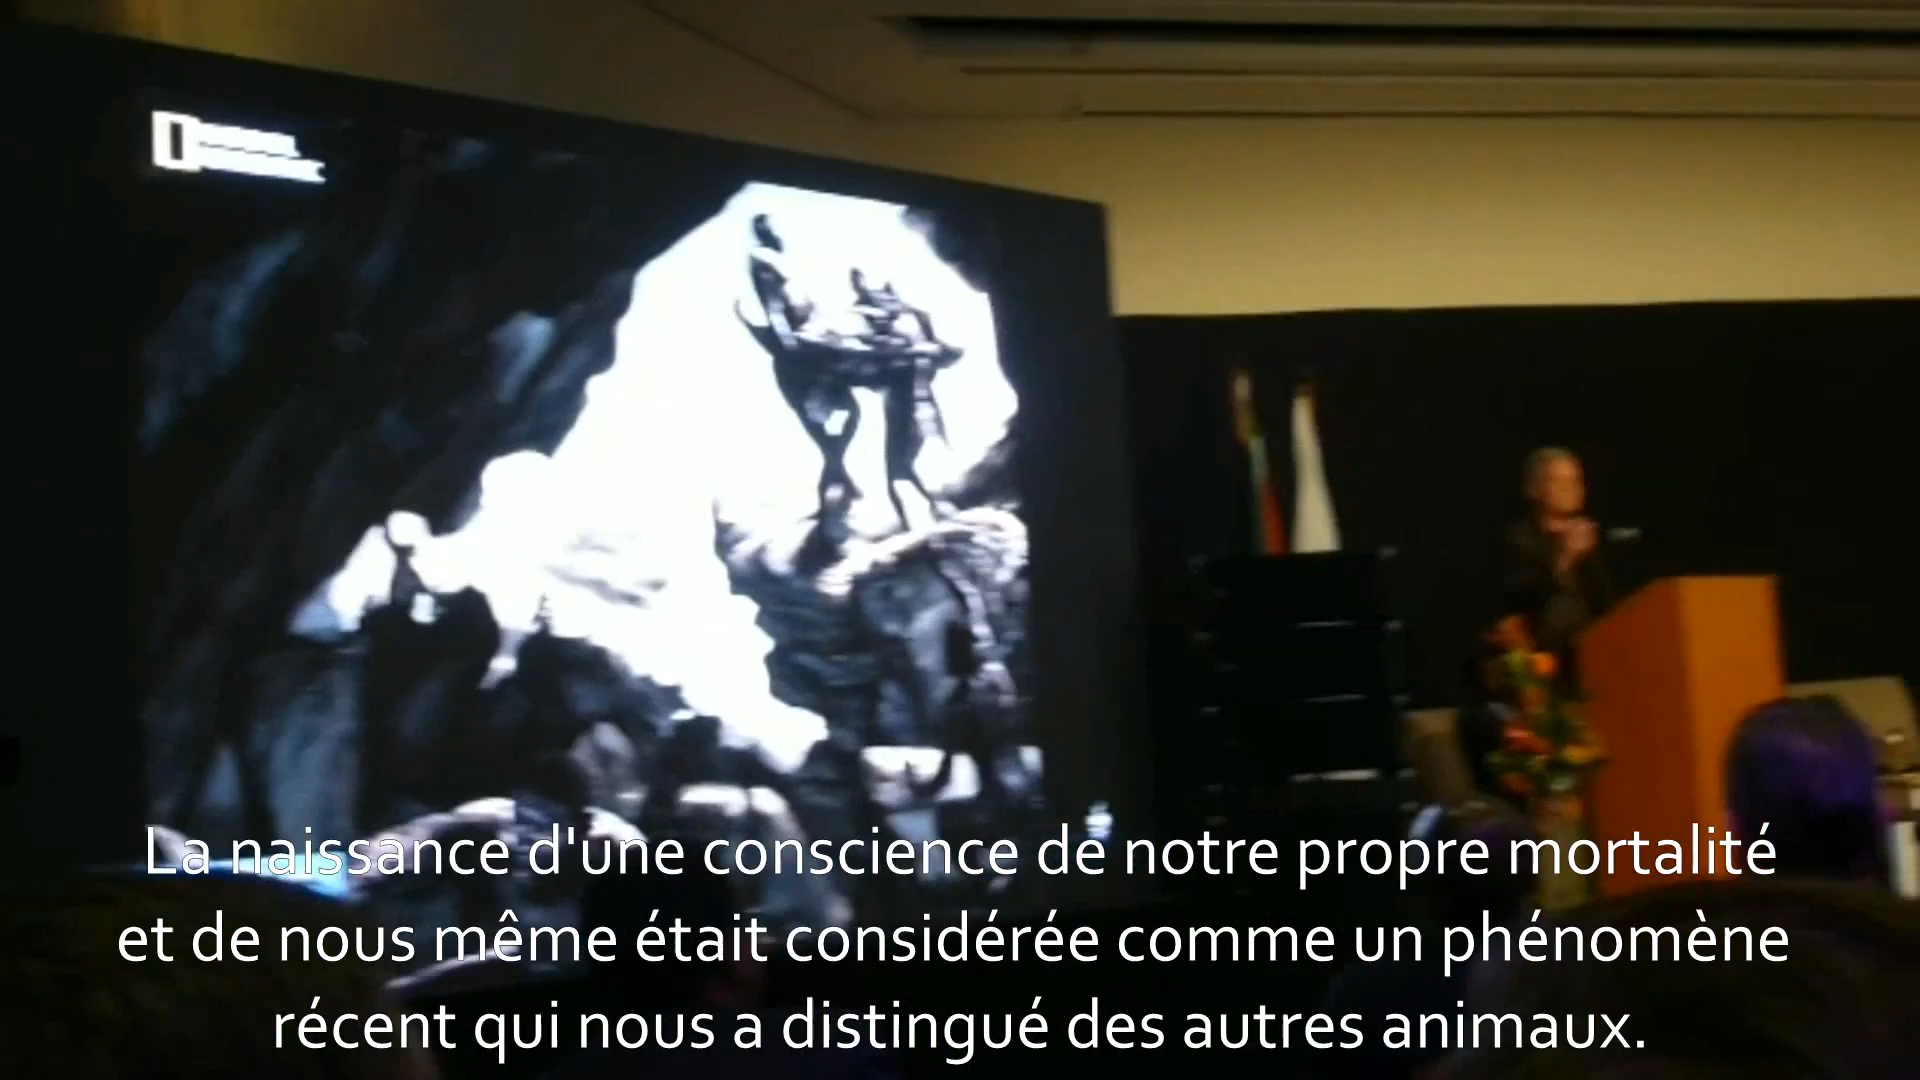 La naissance d'une conscience de notre propre mortalité
et de nous même était considérée comme un phénomène
récent qui nous a distingué des autres animaux.